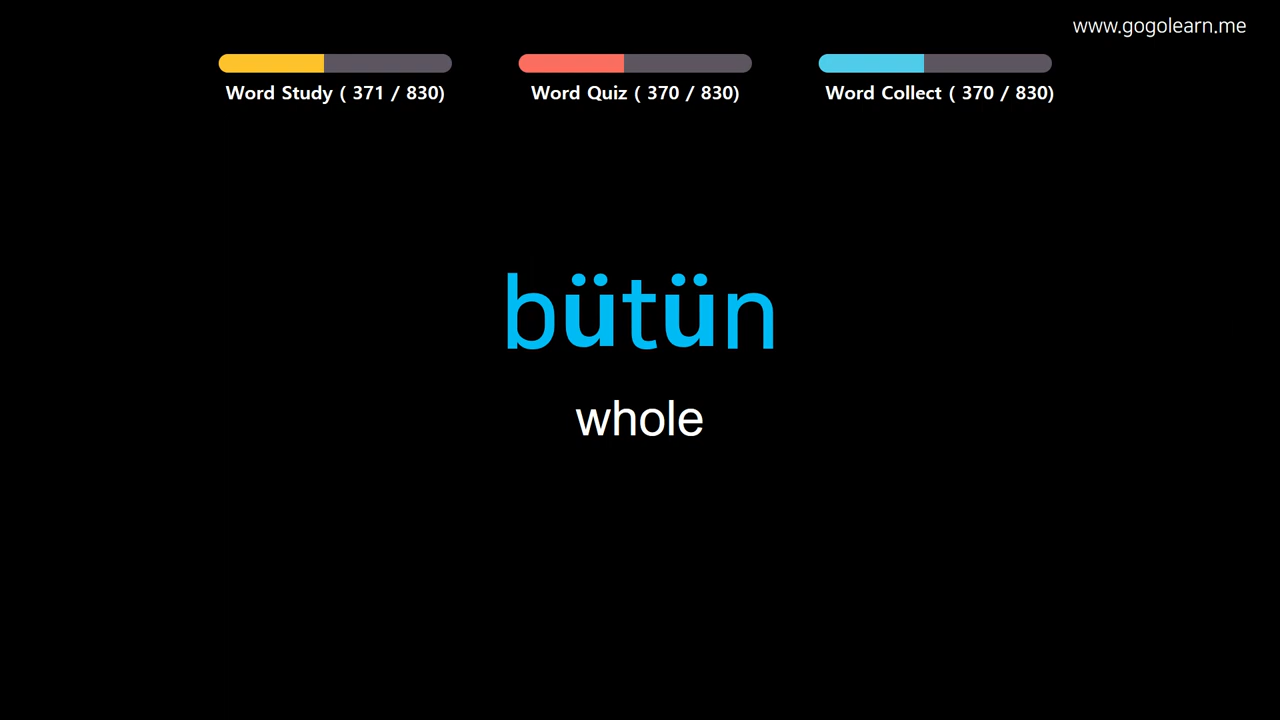 www.gogolearn.me
Word Study ( 371 / 830)
Word Quiz ( 370 / 830)
Word Collect ( 370 / 830)
bütün
whole